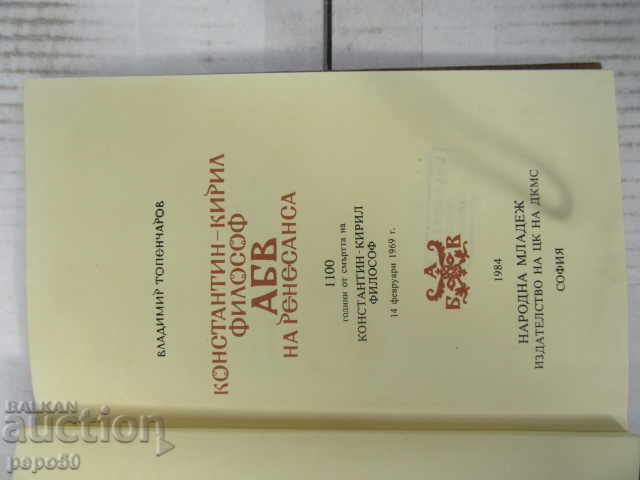 ВЛАДИМИР ТОПЕНЧАРОВ
КОНСТАНТИН-КИРИЛ
ФИЛОСОФ
АБВ
НА РЕНЕСАНСА
1100
години от смъртта на
КОНСТАНТИН-КИРИЛ
ФИЛОСОФ
14 февруари 1969 г.
А
Б В
1984
НАРОДНА МЛАДЕЖ
ИЗДАТЕЛСТВО НА ЦК НА ДКМС
СОФИЯ
BALKAN
auction
pepo50